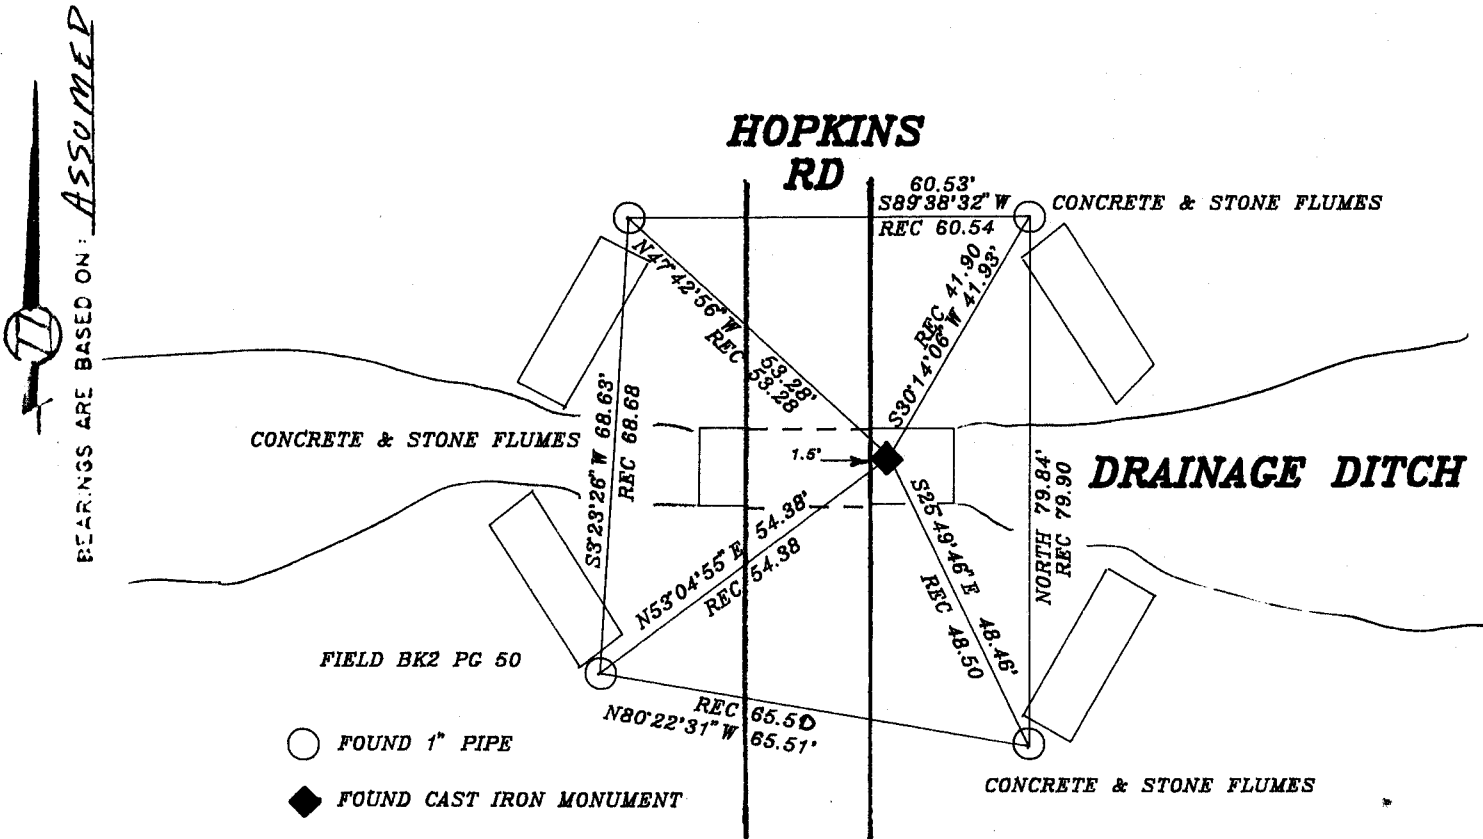 BEARINGS ARE BASED ON: ASSUMED
HOPKINS
RD
60.53'
S89°38'32" W
REC 60.54
CONCRETE & STONE FLUMES
N47°42'56" W 53.28'
REC 53.28
REC 41.90
S30°14'06" W 41.93'
CONCRETE & STONE FLUMES
S3°23'26" W 68.63'
REC 68.68
1.5'
DRAINAGE DITCH
NORTH 79.84'
REC 79.90
N53°04'55" E 54.38'
REC 54.38
S25°49'46" E 48.46'
REC 48.50
FIELD BK2 PG 50
REC 65.50
N80°22'31" W 65.51'
FOUND 1" PIPE
CONCRETE & STONE FLUMES
FOUND CAST IRON MONUMENT